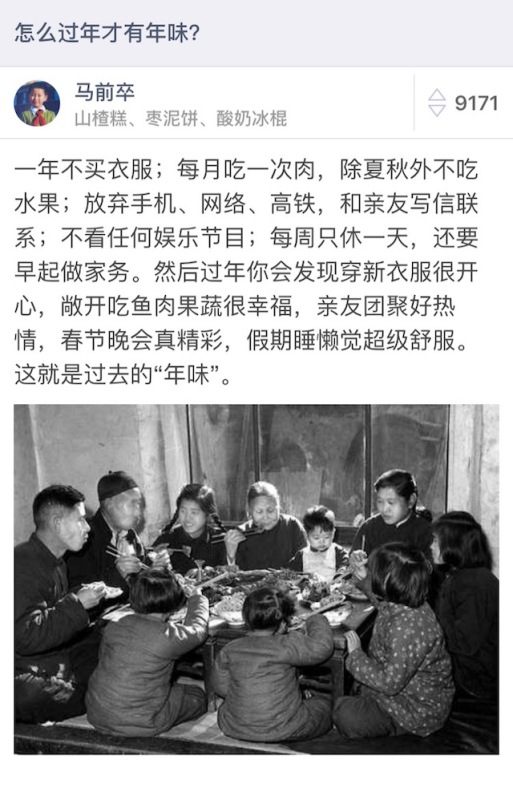 怎么过年才有年味?
马前卒
山楂糕、枣泥饼、酸奶冰棍
9171
一年不买衣服；每月吃一次肉，除夏秋外不吃
水果；放弃手机、网络、高铁，和亲友写信联
系；不看任何娱乐节目；每周只休一天，还要
早起做家务。然后过年你会发现穿新衣服很开
心，敞开吃鱼肉果蔬很幸福，亲友团聚好热
情，春节晚会真精彩，假期睡懒觉超级舒服。
这就是过去的“年味”。